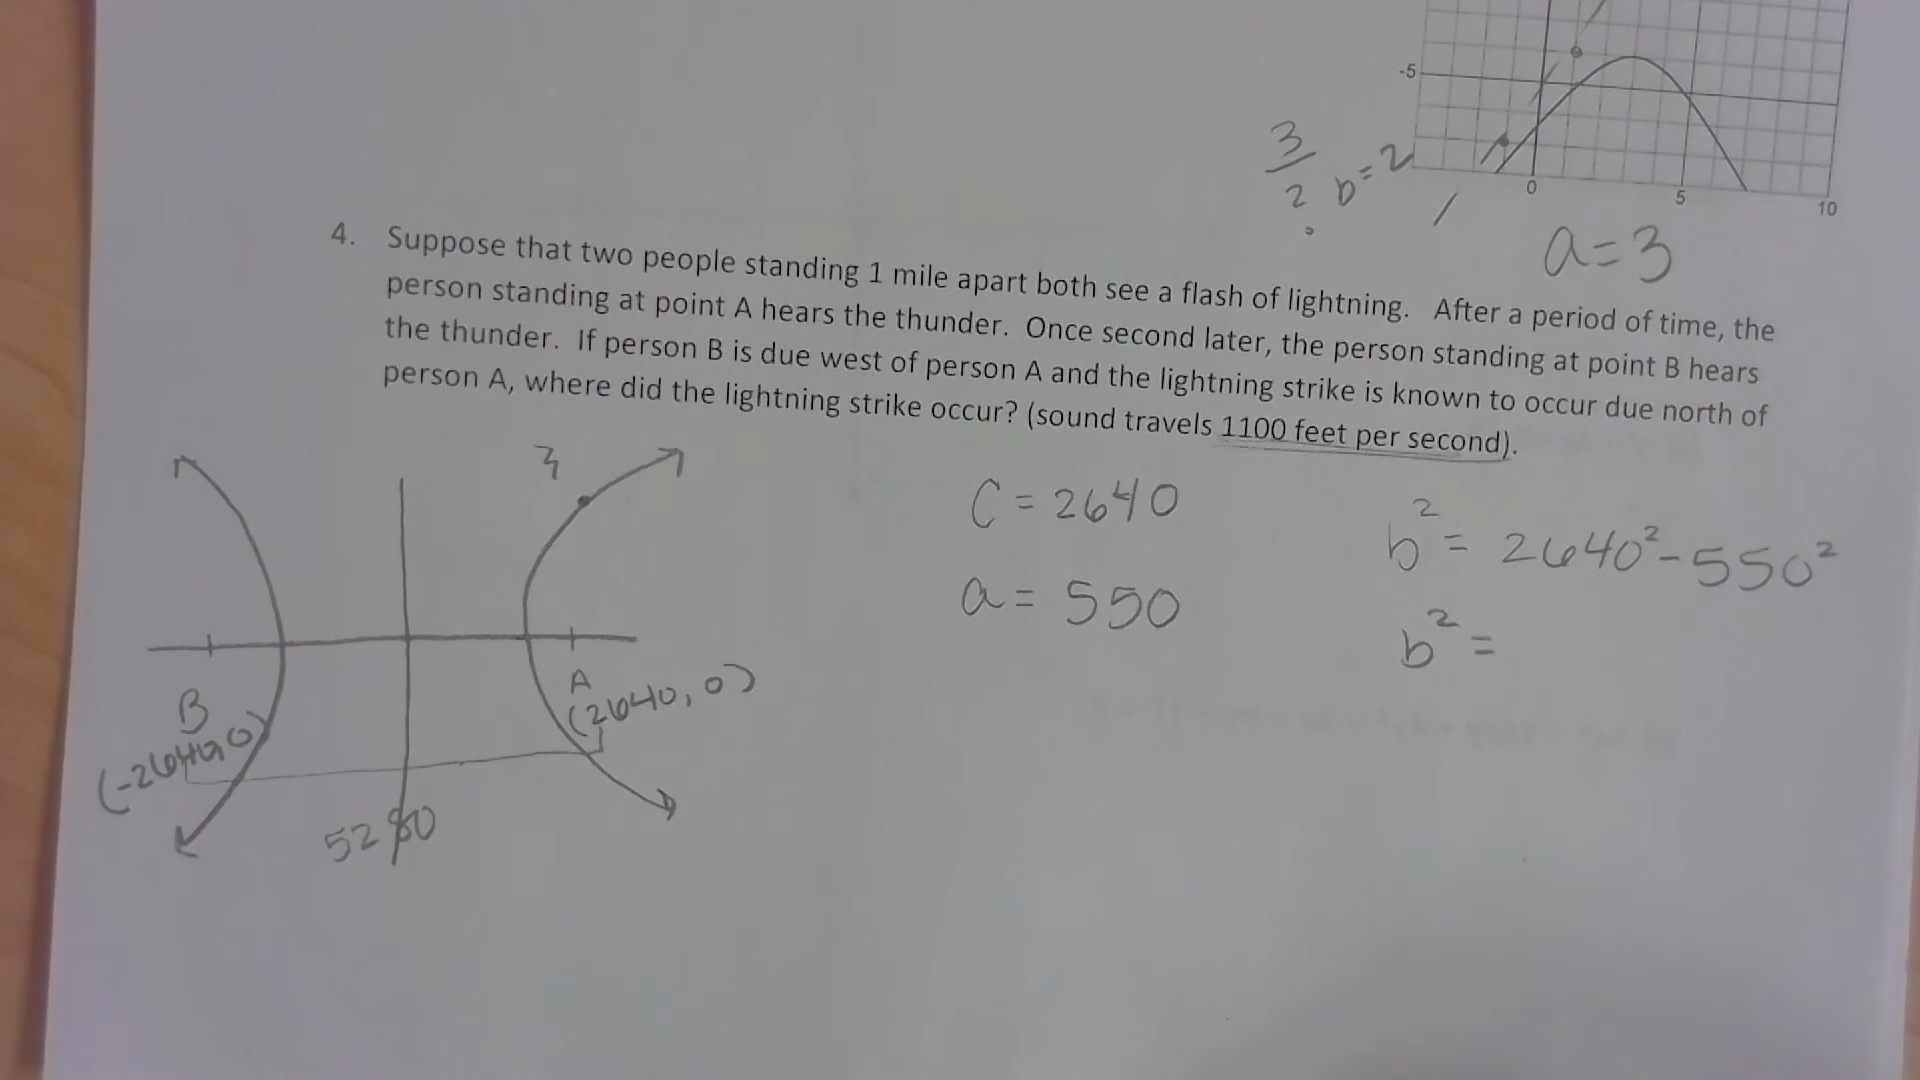 -5
0
5
10
3
2
b=2
a=3
4. Suppose that two people standing 1 mile apart both see a flash of lightning. After a period of time, the
person standing at point A hears the thunder. Once second later, the person standing at point B hears
the thunder. If person B is due west of person A and the lightning strike is known to occur due north of
person A, where did the lightning strike occur? (sound travels 1100 feet per second).
C = 2640
a = 550
b² = 2640² - 550²
b² =
A
(2640, 0)
B
(-2640, 0)
5280